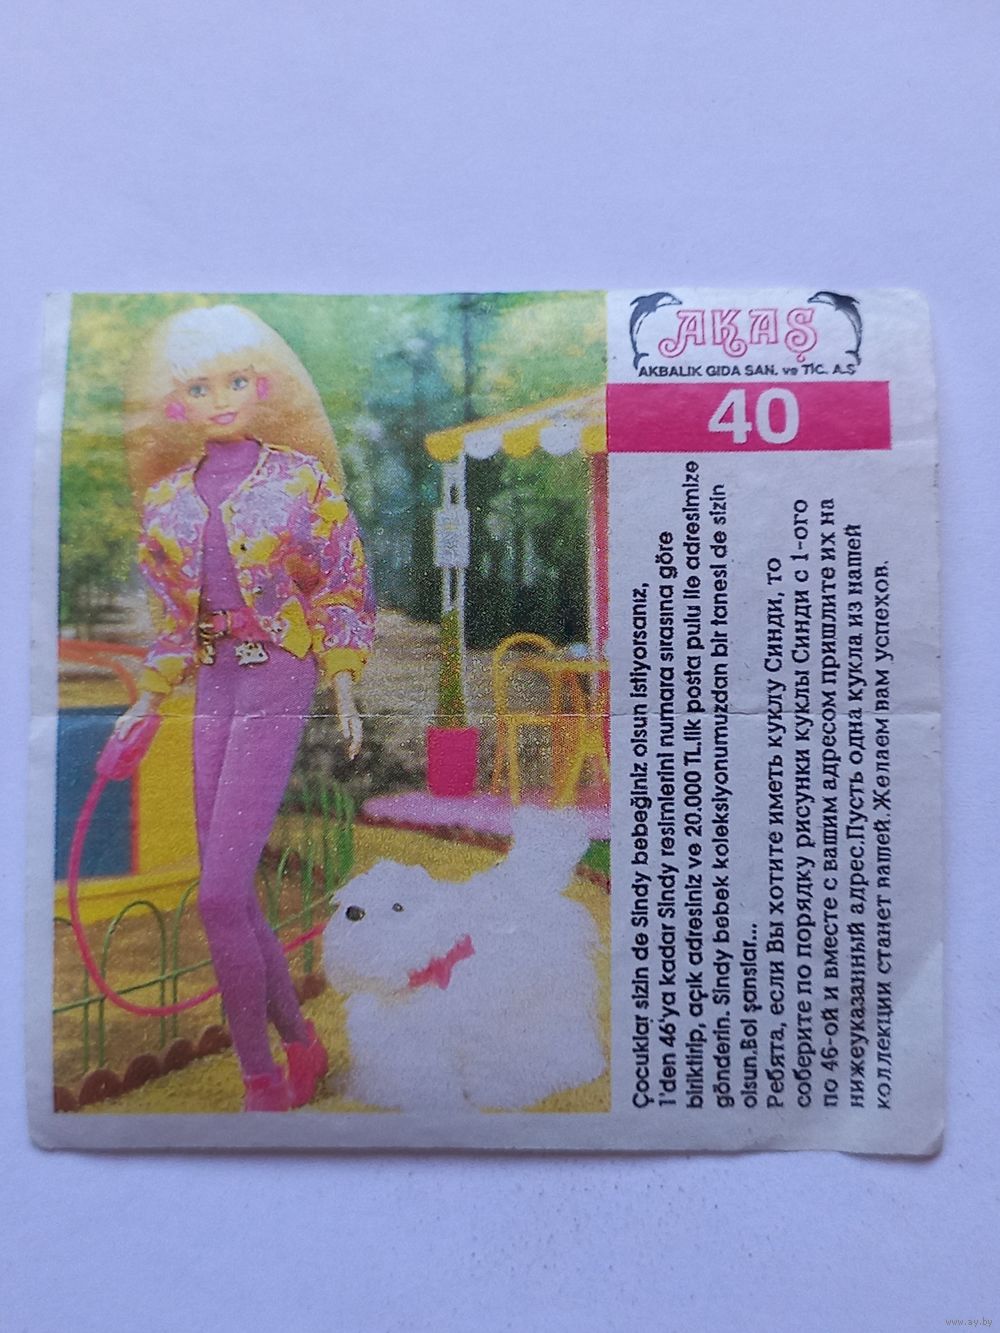 AKAŞ
AKBALIK GIDA SAN. ve TİC. A.Ş
40
Çocuklar sizin de Sindy bebeğiniz olsun istiyorsanız,
1'den 46'ya kadar Sindy resimlerini numara sırasına göre
biriktirip, açık adresiniz ve 20.000 TL.lik posta pulu ile adresimize
gönderin. Sindy bebek koleksiyonumuzdan bir tanesi de sizin
olsun.Bol şanslar...
Ребята, если Вы хотите иметь куклу Синди, то
соберите по порядку рисунки куклы Синди с 1-ого
по 46-ой и вместе с вашим адресом пришлите их на
нижеуказанный адрес.Пусть одна кукла из нашей
коллекции станет вашей.Желаем вам успехов.
www.ay.by